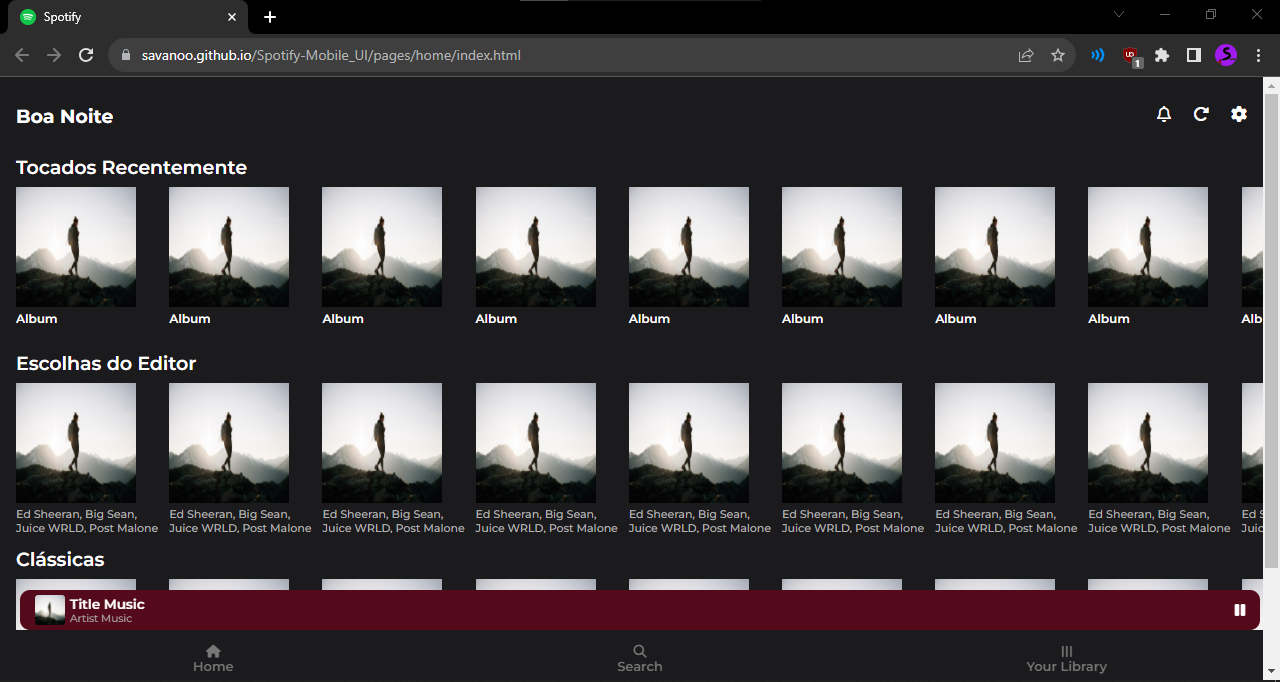 Spotify
savanoo.github.io/Spotify-Mobile_UI/pages/home/index.html
UD
1
S
Boa Noite
Tocados Recentemente
Album Album Album Album Album Album Album Album Alb
Escolhas do Editor
Ed Sheeran, Big Sean, Ed Sheeran, Big Sean, Ed Sheeran, Big Sean, Ed Sheeran, Big Sean, Ed Sheeran, Big Sean, Ed Sheeran, Big Sean, Ed Sheeran, Big Sean, Ed Sheeran, Big Sean, Ed S
Juice WRLD, Post Malone Juice WRLD, Post Malone Juice WRLD, Post Malone Juice WRLD, Post Malone Juice WRLD, Post Malone Juice WRLD, Post Malone Juice WRLD, Post Malone Juice WRLD, Post Malone Juic
Clássicas
Title Music
Artist Music
Home Search Your Library